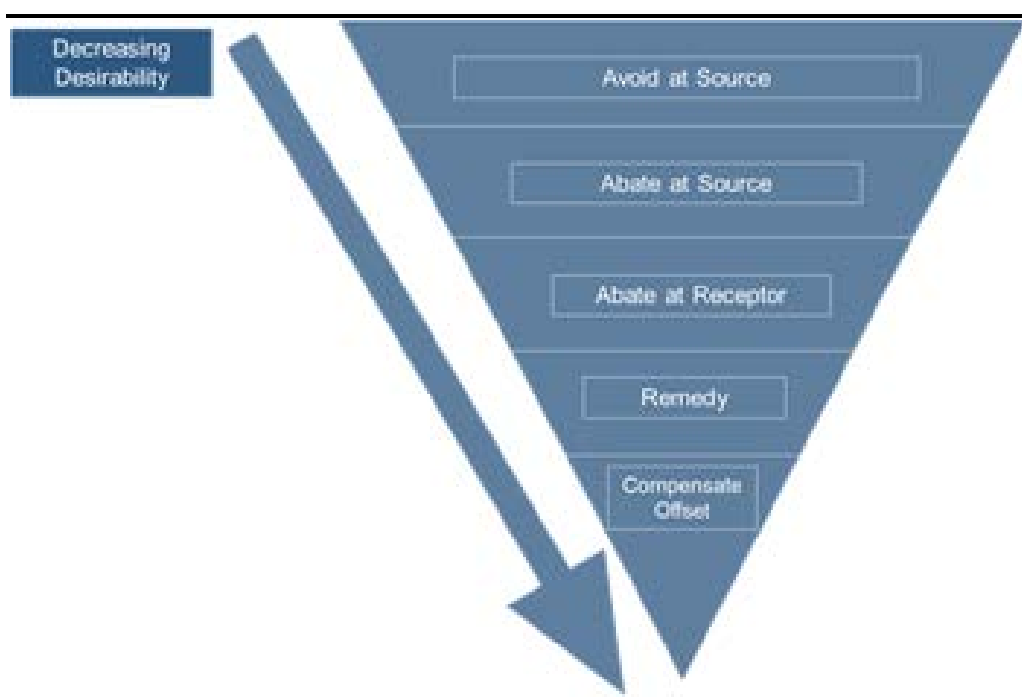 Decreasing
Desirability
Avoid at Source
Abate at Source
Abate at Receptor
Remedy
Compensate
Offset